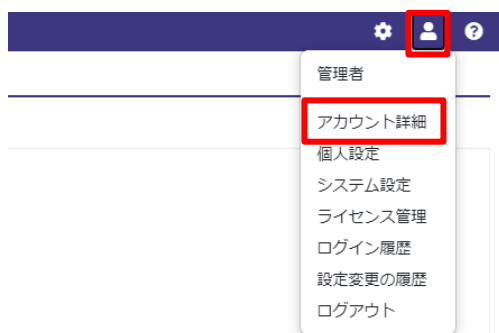 管理者
アカウント詳細
個人設定
システム設定
ライセンス管理
ログイン履歴
設定変更の履歴
ログアウト